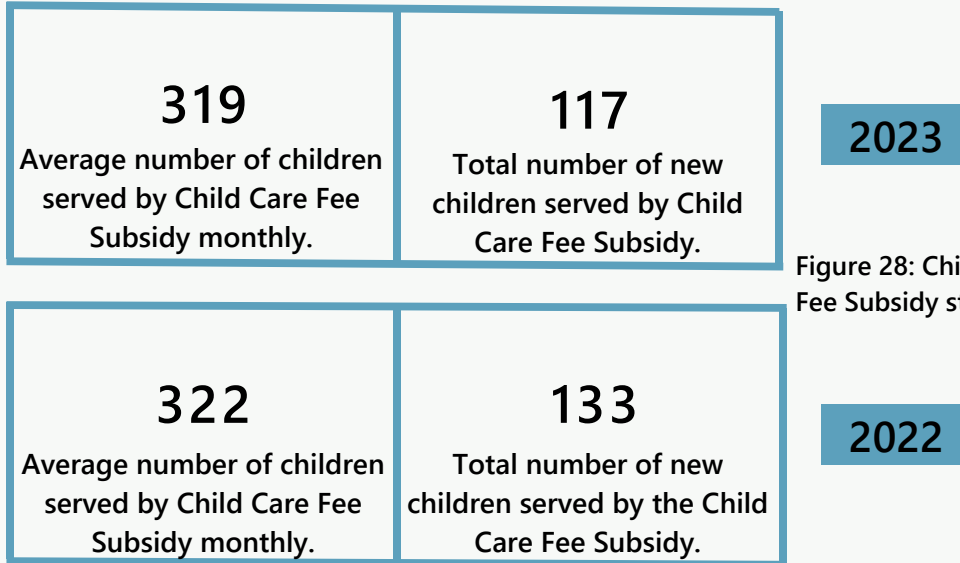 319
Average number of children
served by Child Care Fee
Subsidy monthly.
117
Total number of new
children served by Child
Care Fee Subsidy.
2023
Figure 28:
Fee Subsidy
322
Average number of children
served by Child Care Fee
Subsidy monthly.
133
Total number of new
children served by the Child
Care Fee Subsidy.
2022